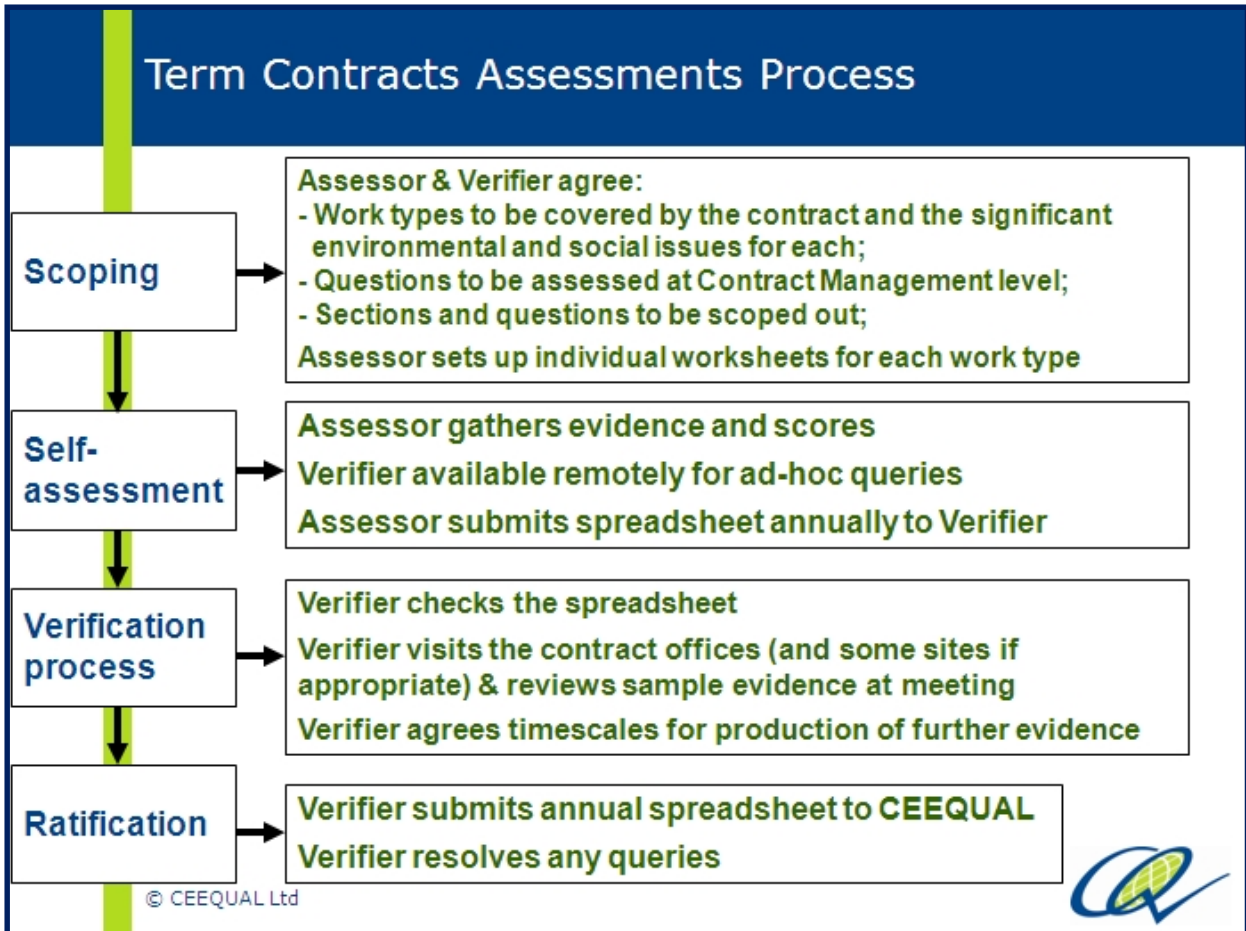 Term Contracts Assessments Process
Scoping
Assessor & Verifier agree:
- Work types to be covered by the contract and the significant
environmental and social issues for each;
- Questions to be assessed at Contract Management level;
- Sections and questions to be scoped out;
Assessor sets up individual worksheets for each work type
Self-
assessment
Assessor gathers evidence and scores
Verifier available remotely for ad-hoc queries
Assessor submits spreadsheet annually to Verifier
Verification
process
Verifier checks the spreadsheet
Verifier visits the contract offices (and some sites if
appropriate) & reviews sample evidence at meeting
Verifier agrees timescales for production of further evidence
Ratification
Verifier submits annual spreadsheet to CEEQUAL
Verifier resolves any queries
© CEEQUAL Ltd